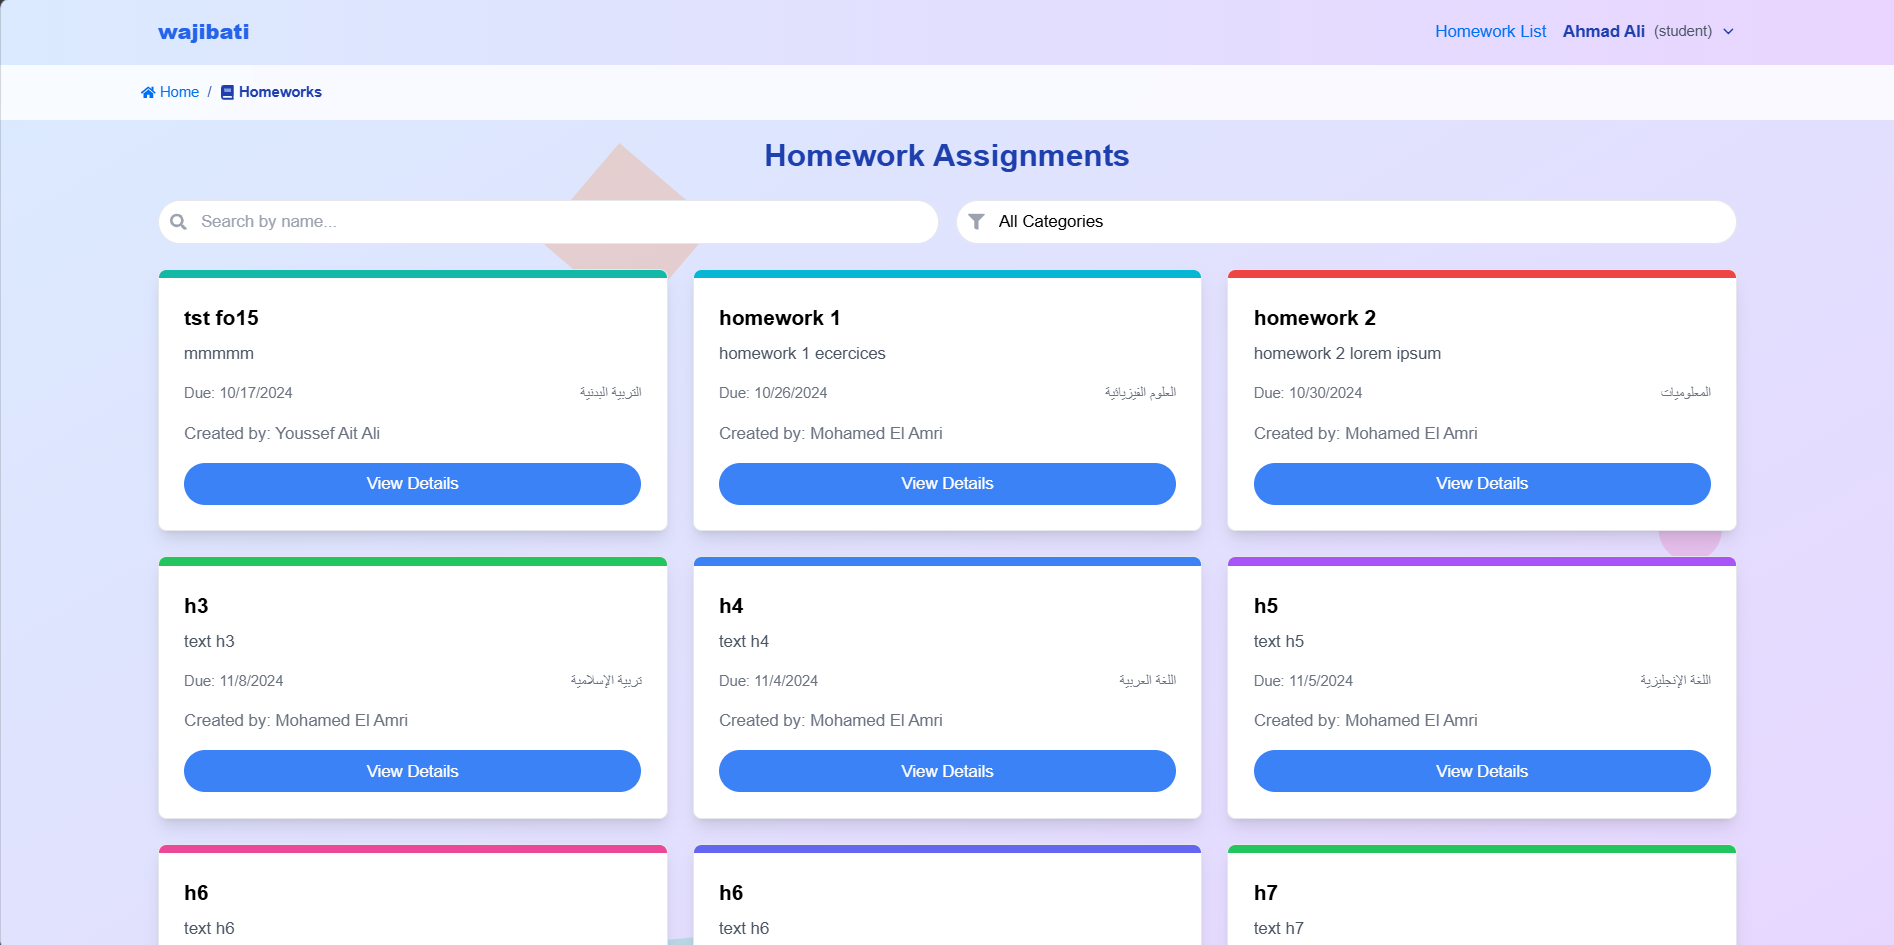 wajibati
Homework List Ahmad Ali (student)
Home / Homeworks
Homework Assignments
Search by name...
All Categories
tst fo15
mmmmm
Due: 10/17/2024
التربية البدنية
Created by: Youssef Ait Ali
View Details
homework 1
homework 1 ecercices
Due: 10/26/2024
العلوم الفيزيائية
Created by: Mohamed El Amri
View Details
homework 2
homework 2 lorem ipsum
Due: 10/30/2024
المعلوميات
Created by: Mohamed El Amri
View Details
h3
text h3
Due: 11/8/2024
تربية الإسلامية
Created by: Mohamed El Amri
View Details
h4
text h4
Due: 11/4/2024
اللغة العربية
Created by: Mohamed El Amri
View Details
h5
text h5
Due: 11/5/2024
اللغة الإنجليزية
Created by: Mohamed El Amri
View Details
h6
text h6
h6
text h6
h7
text h7